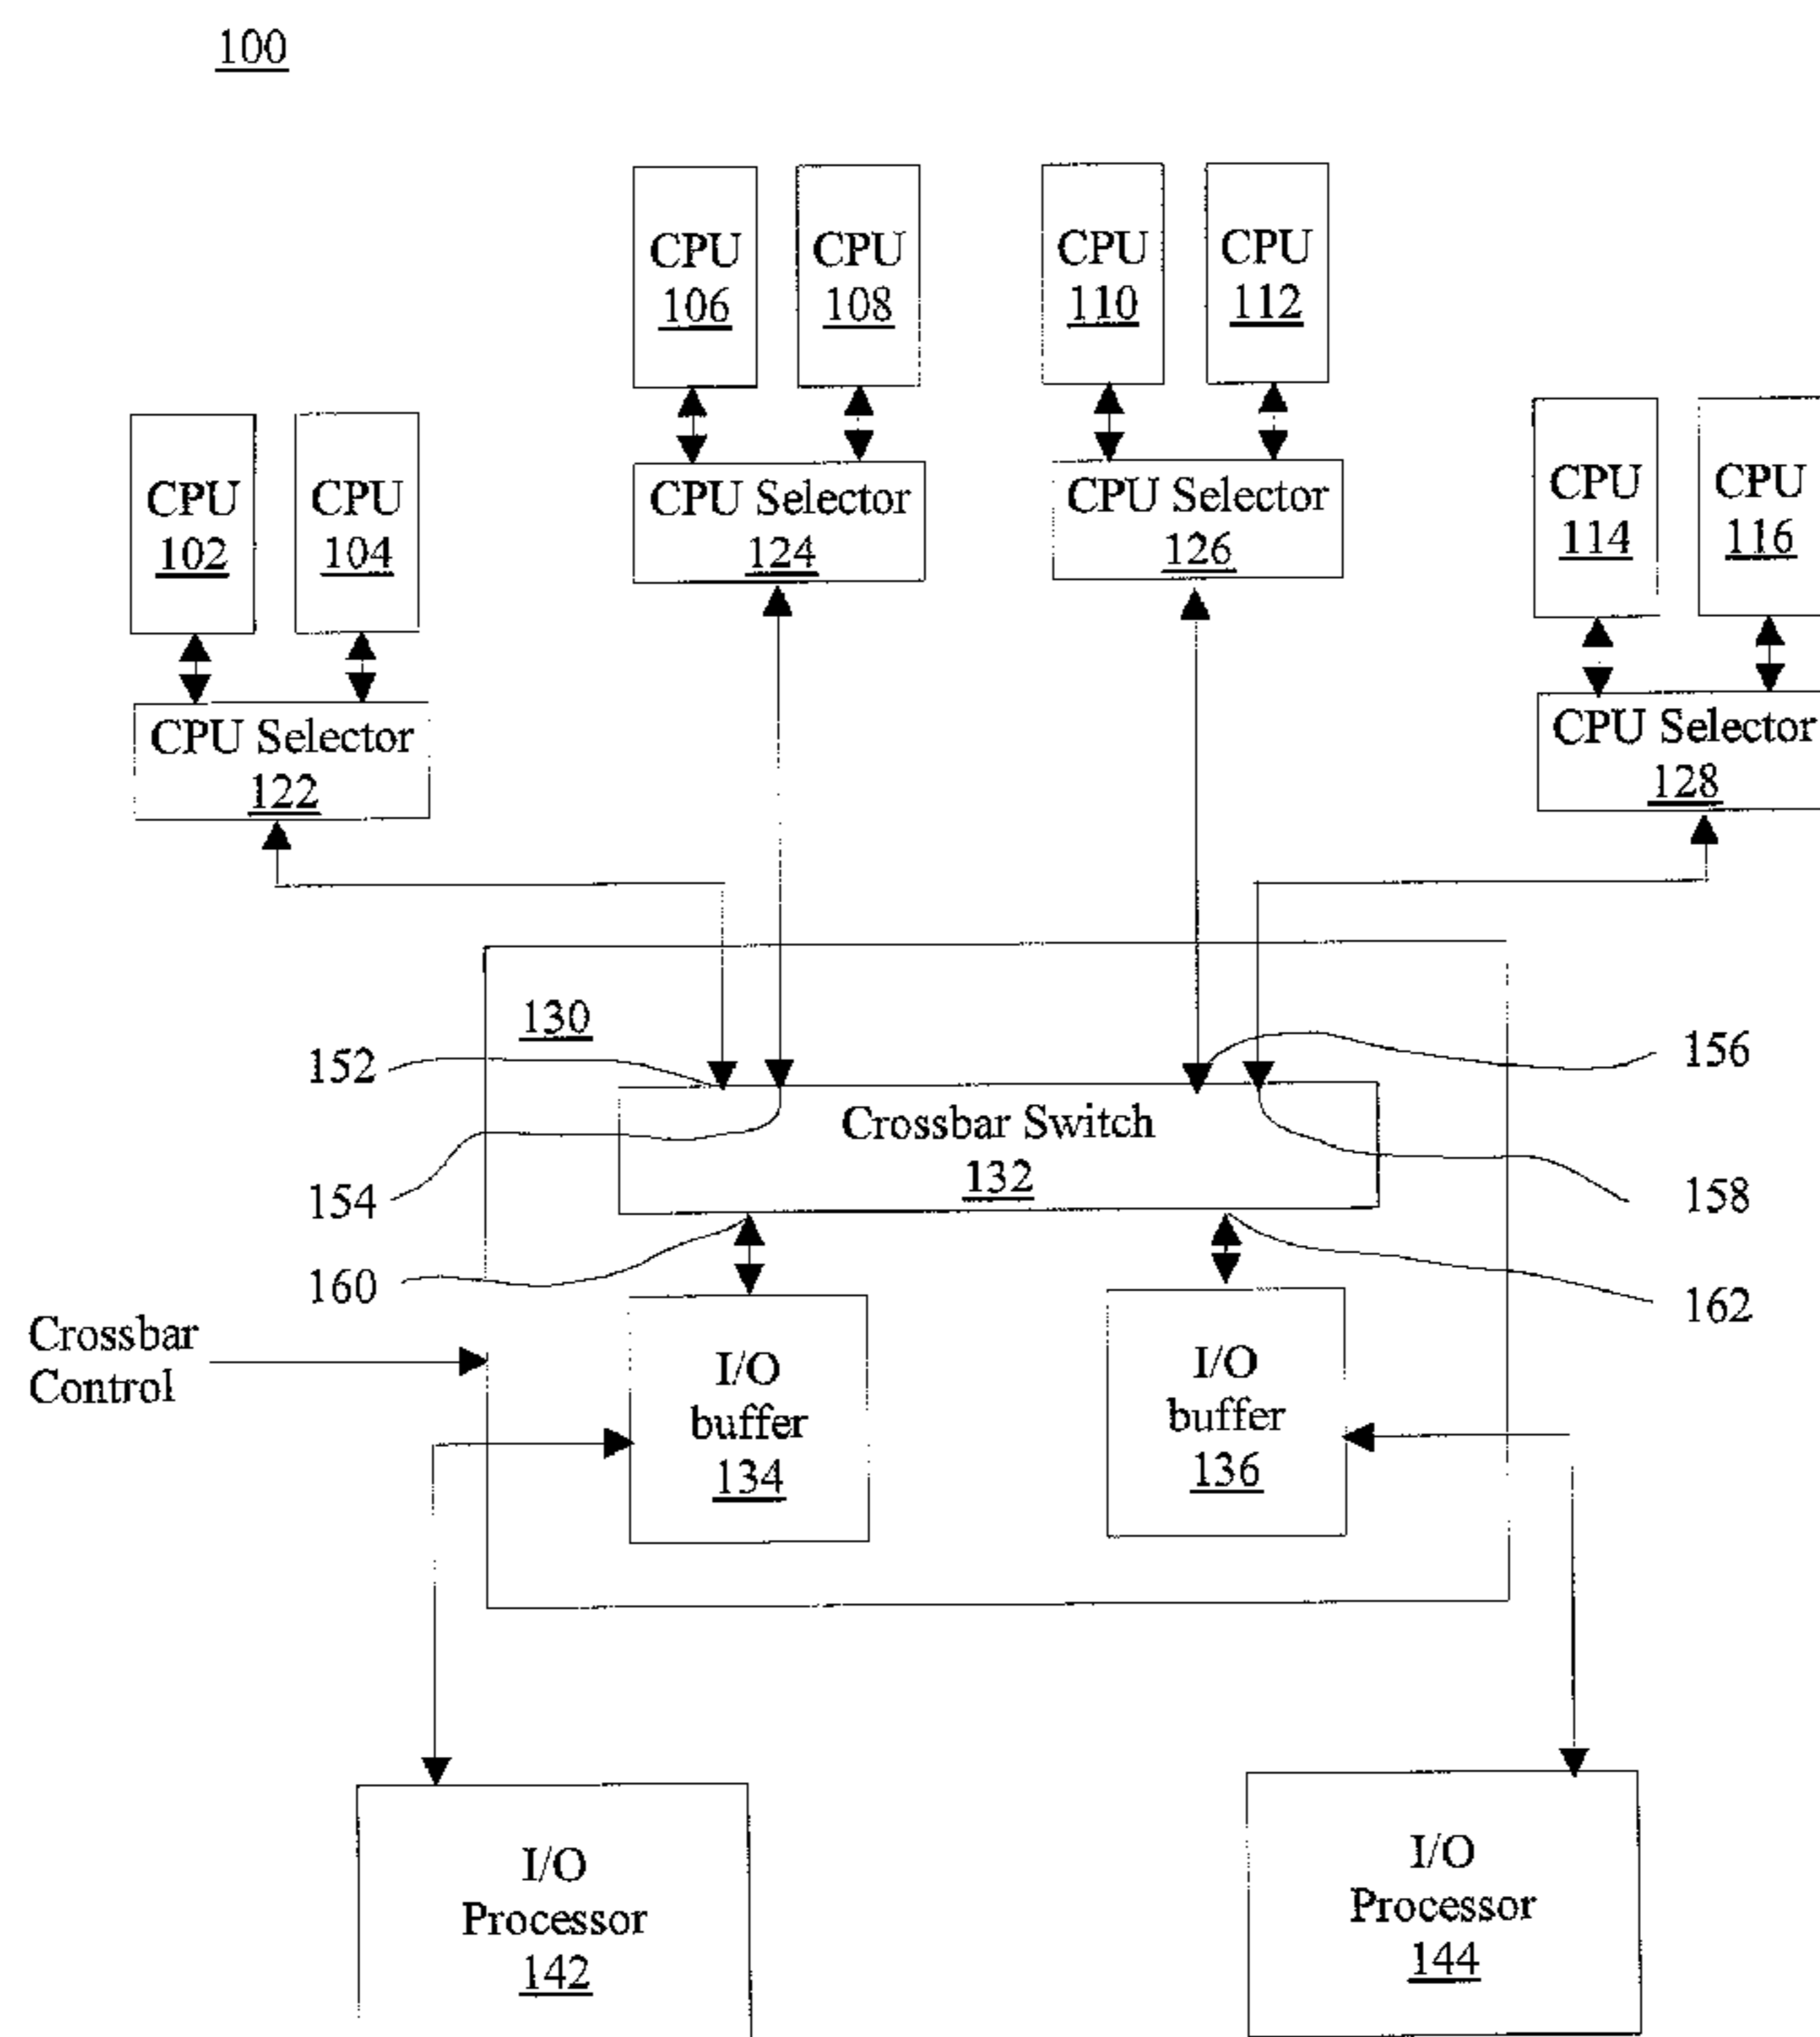 100
CPU
106
CPU
108
CPU
110
CPU
112
CPU
102
CPU
104
CPU Selector
124
CPU Selector
126
CPU
114
CPU
116
CPU Selector
122
CPU Selector
128
130
152
156
Crossbar Switch
132
154
158
160
162
Crossbar
Control
I/O
buffer
134
I/O
buffer
136
I/O
Processor
142
I/O
Processor
144